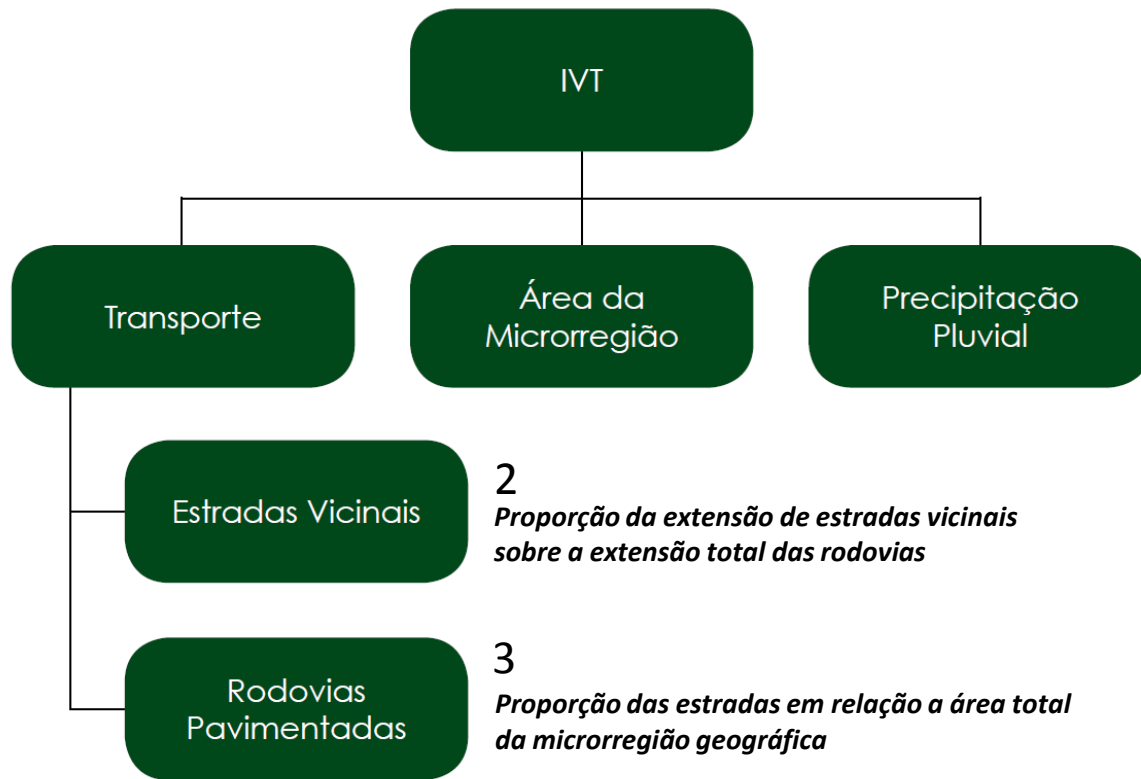 IVT
Transporte
Área da
Microrregião
Precipitação
Pluvial
Estradas Vicinais
2
Proporção da extensão de estradas vicinais
sobre a extensão total das rodovias
Rodovias
Pavimentadas
3
Proporção das estradas em relação a área total
da microrregião geográfica